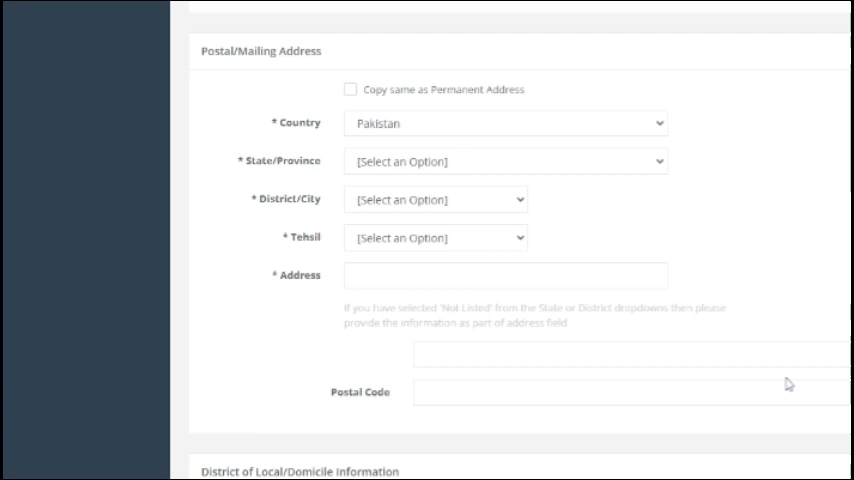 Postal/Mailing Address
Copy same as Permanent Address
* Country
Pakistan
* State/Province
[Select an Option]
* District/City
[Select an Option]
* Tehsil
[Select an Option]
* Address
If you have selected 'Not Listed' from the State or District dropdowns then please
provide the information as part of address field
Postal Code
District of Local/Domicile Information